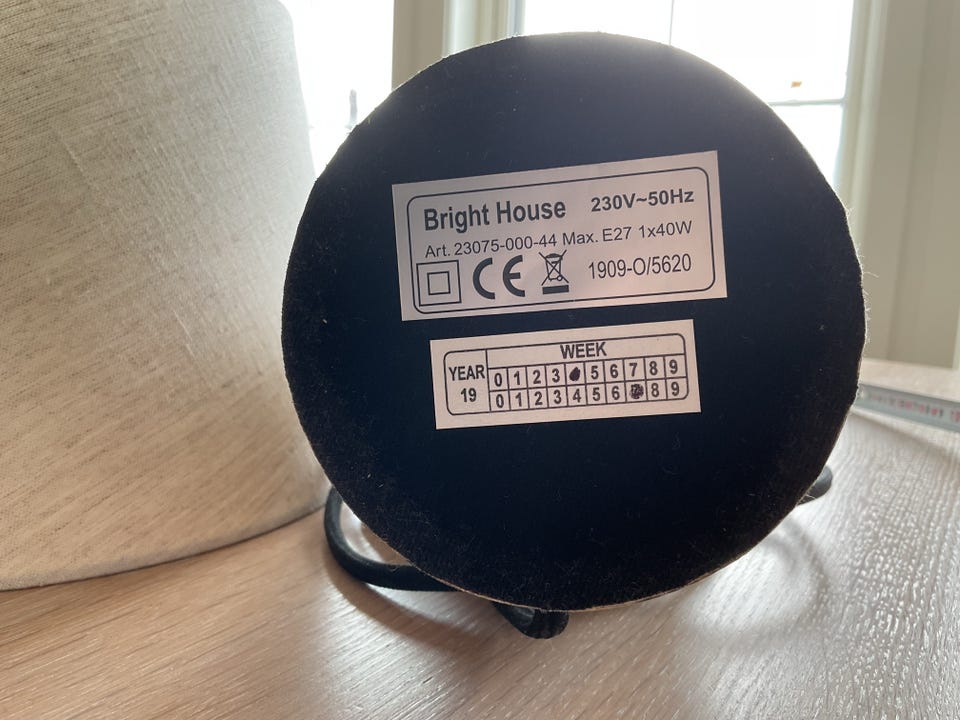 Bright House 230V~50Hz
Art. 23075-000-44 Max. E27 1x40W
CE 1909-O/5620
WEEK
YEAR 0 1 2 3 5 6 7 8 9
19 0 1 2 3 4 5 6 8 9